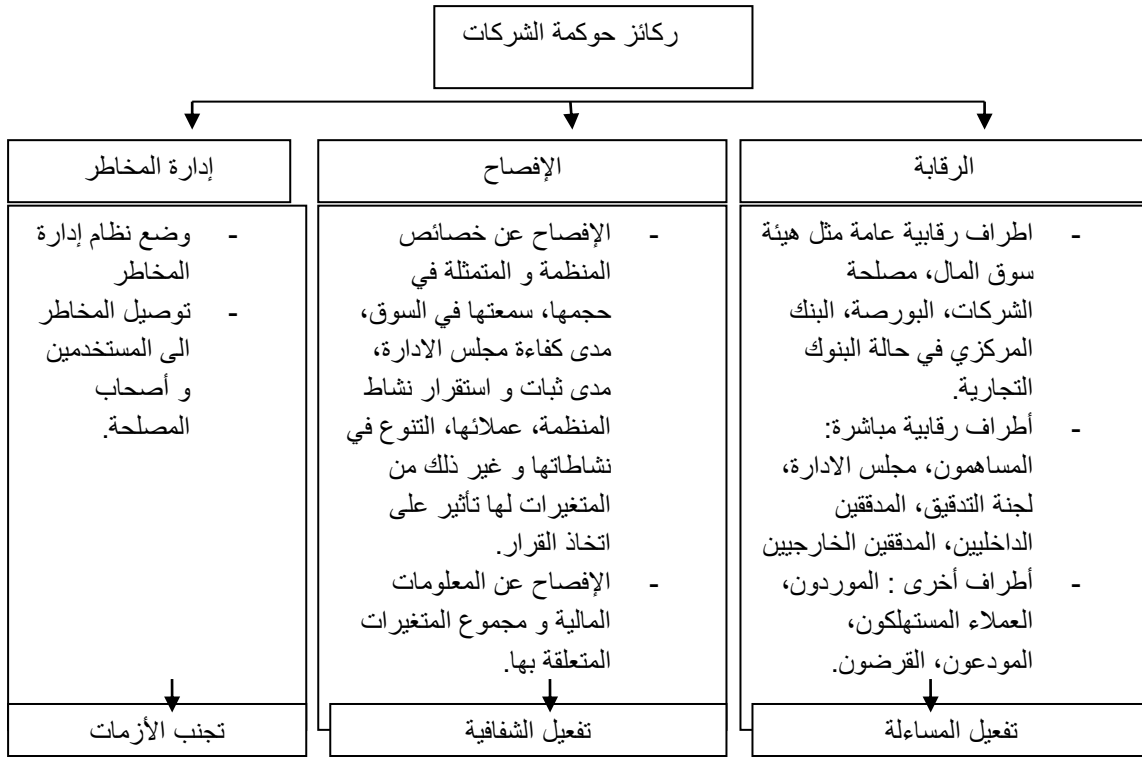 ركائز حوكمة الشركات
الرقابة
الإفصاح
إدارة المخاطر
- اطراف رقابية عامة مثل هيئة
سوق المال، مصلحة
الشركات، البورصة، البنك
المركزي في حالة البنوك
التجارية.
- أطراف رقابية مباشرة:
المساهمون، مجلس الادارة،
لجنة التدقيق، المدققين
الداخليين، المدققين الخارجيين
- أطراف أخرى : الموردون،
العملاء المستهلكون،
المودعون، القرضون.
- الإفصاح عن خصائص
المنظمة و المتمثلة في
حجمها، سمعتها في السوق،
مدى كفاءة مجلس الادارة،
مدى ثبات و استقرار نشاط
المنظمة، عملائها، التنوع في
نشاطاتها و غير ذلك من
المتغيرات لها تأثير على
اتخاذ القرار.
- الإفصاح عن المعلومات
المالية و مجموع المتغيرات
المتعلقة بها.
- وضع نظام إدارة
المخاطر
- توصيل المخاطر
الى المستخدمين
و أصحاب
المصلحة.
تفعيل المساءلة
تفعيل الشفافية
تجنب الأزمات